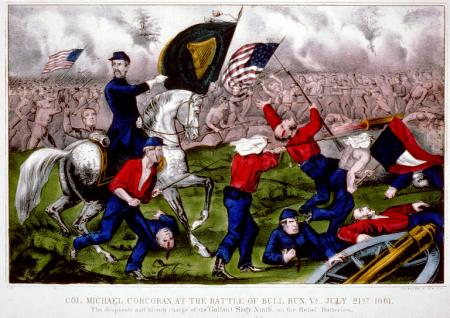 COL. MICHAEL CORCORAN, AT THE BATTLE OF BULL RUN, VA. JULY 21ST 1861.
The desperate and bloody charge of the "Gallant Sixty Ninth," on the Rebel Batteries.